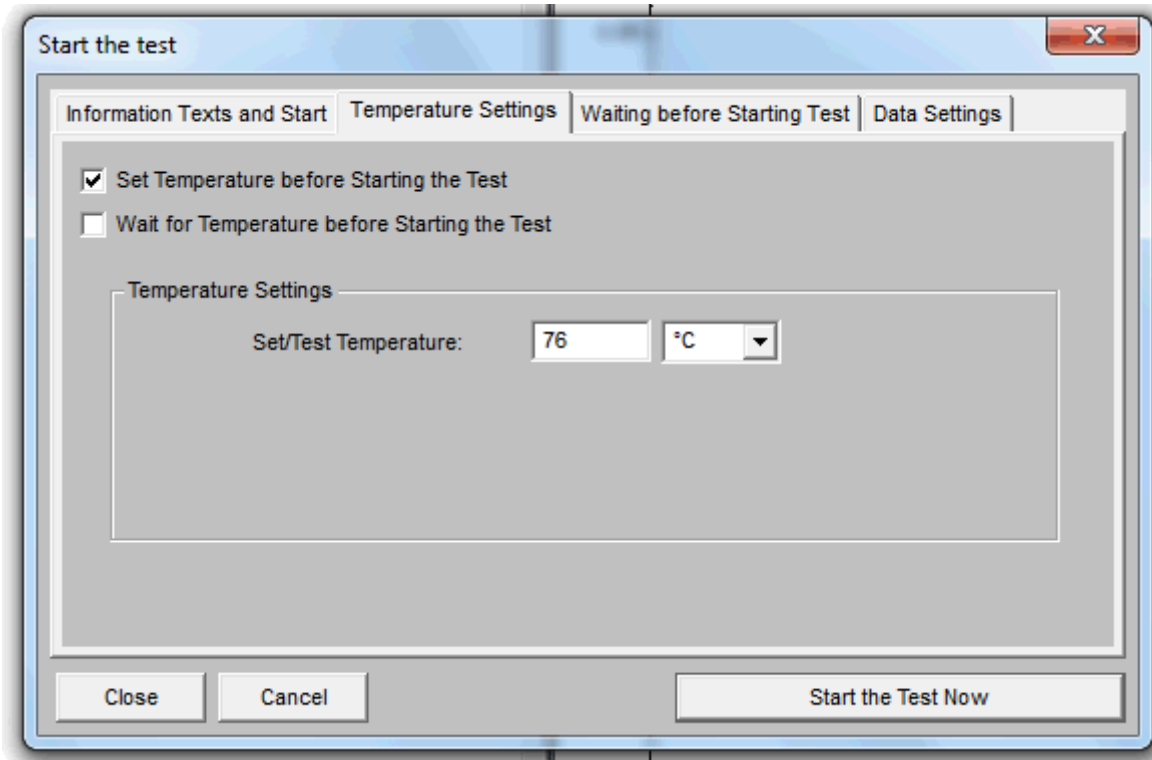 Start the test
X
Information Texts and Start Temperature Settings Waiting before Starting Test Data Settings
Set Temperature before Starting the Test
Wait for Temperature before Starting the Test
Temperature Settings
Set/Test Temperature: 76 °C
Close Cancel Start the Test Now